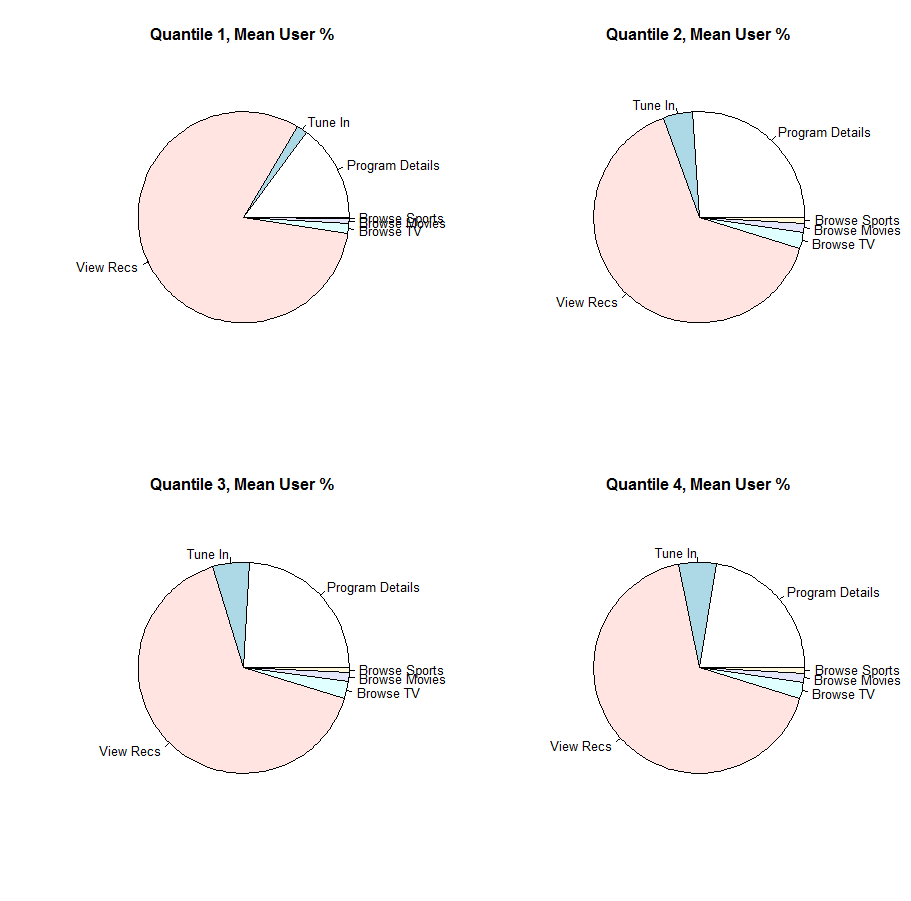 Quantile 1, Mean User %
Tune In
Program Details
Browse Sports
Browse Movies
Browse TV
View Recs
Quantile 2, Mean User %
Tune In
Program Details
Browse Sports
Browse Movies
Browse TV
View Recs
Quantile 3, Mean User %
Tune In
Program Details
Browse Sports
Browse Movies
Browse TV
View Recs
Quantile 4, Mean User %
Tune In
Program Details
Browse Sports
Browse Movies
Browse TV
View Recs